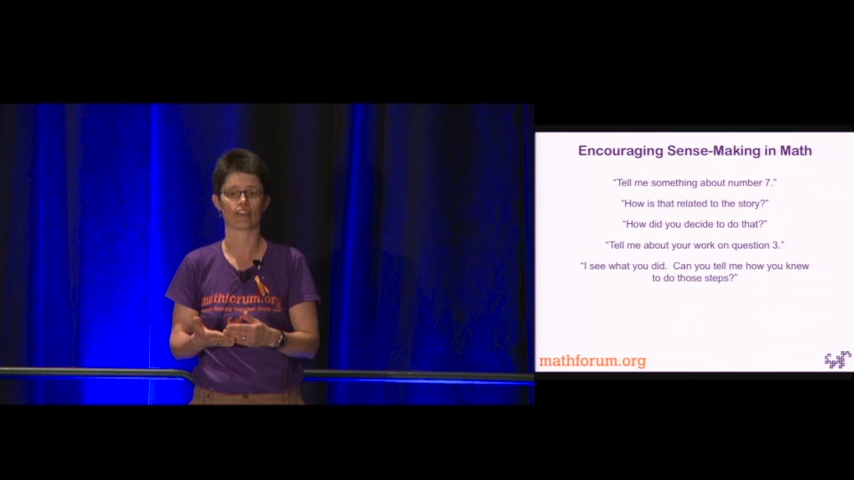 Encouraging Sense-Making in Math
“Tell me something about number 7.”
“How is that related to the story?”
“How did you decide to do that?”
“Tell me about your work on question 3.”
“I see what you did.  Can you tell me how you knew
to do those steps?”
mathforum.org
mathforum.org